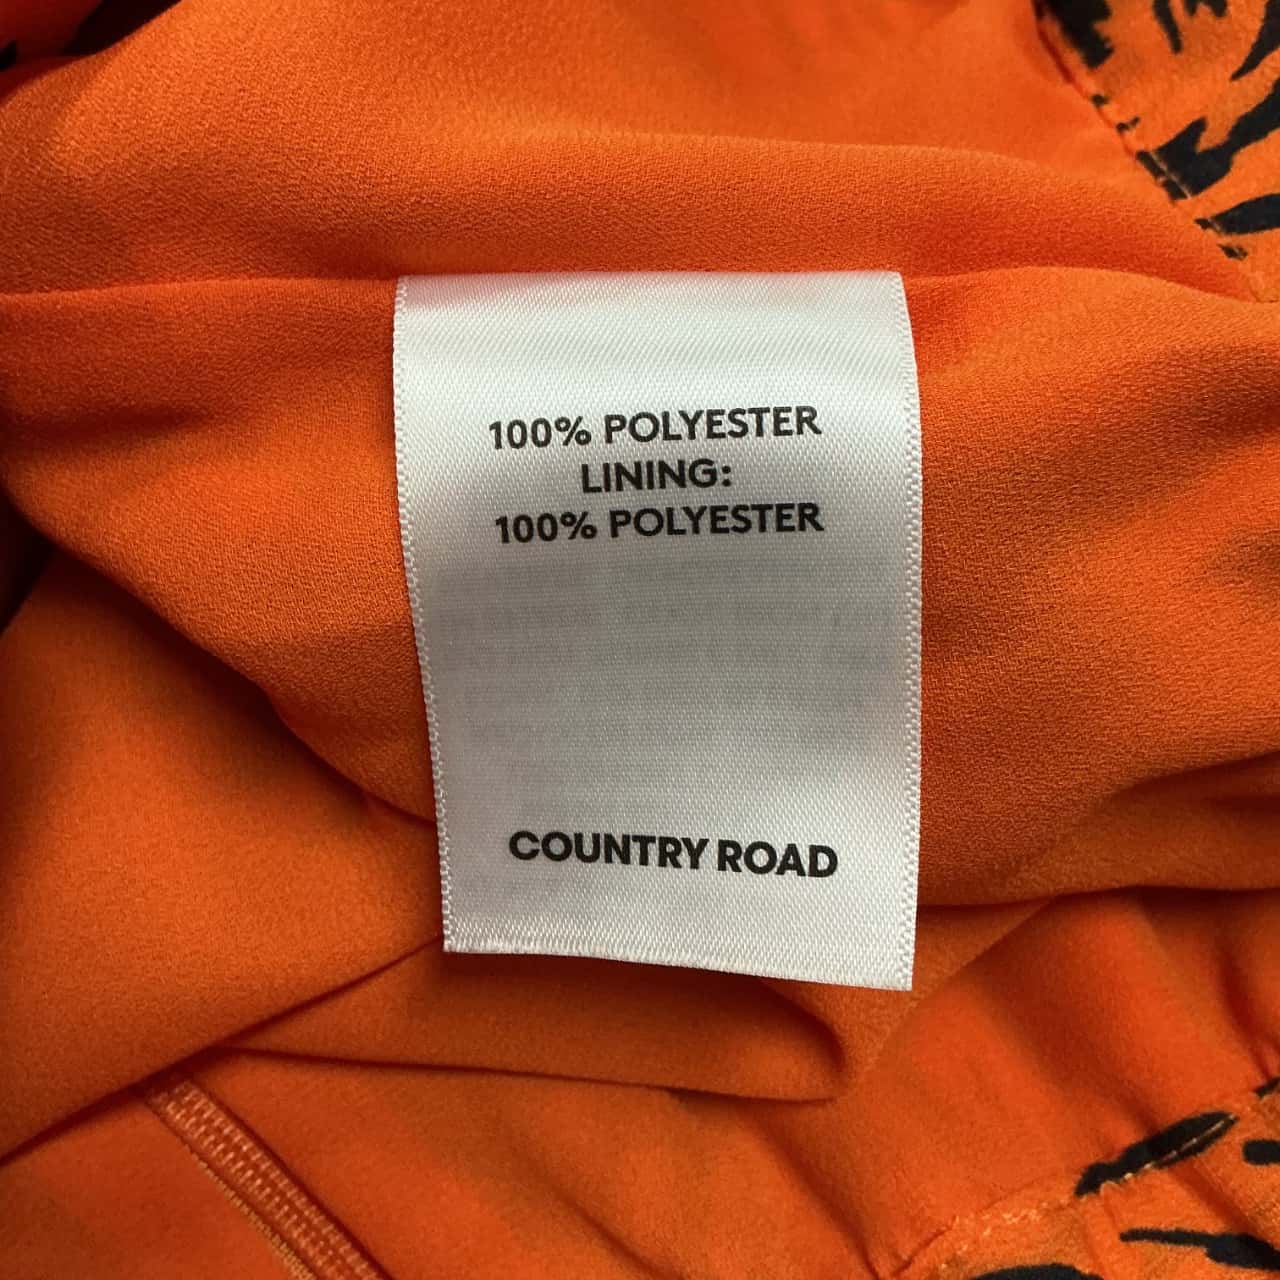 100% POLYESTER
LINING:
100% POLYESTER
COUNTRY ROAD